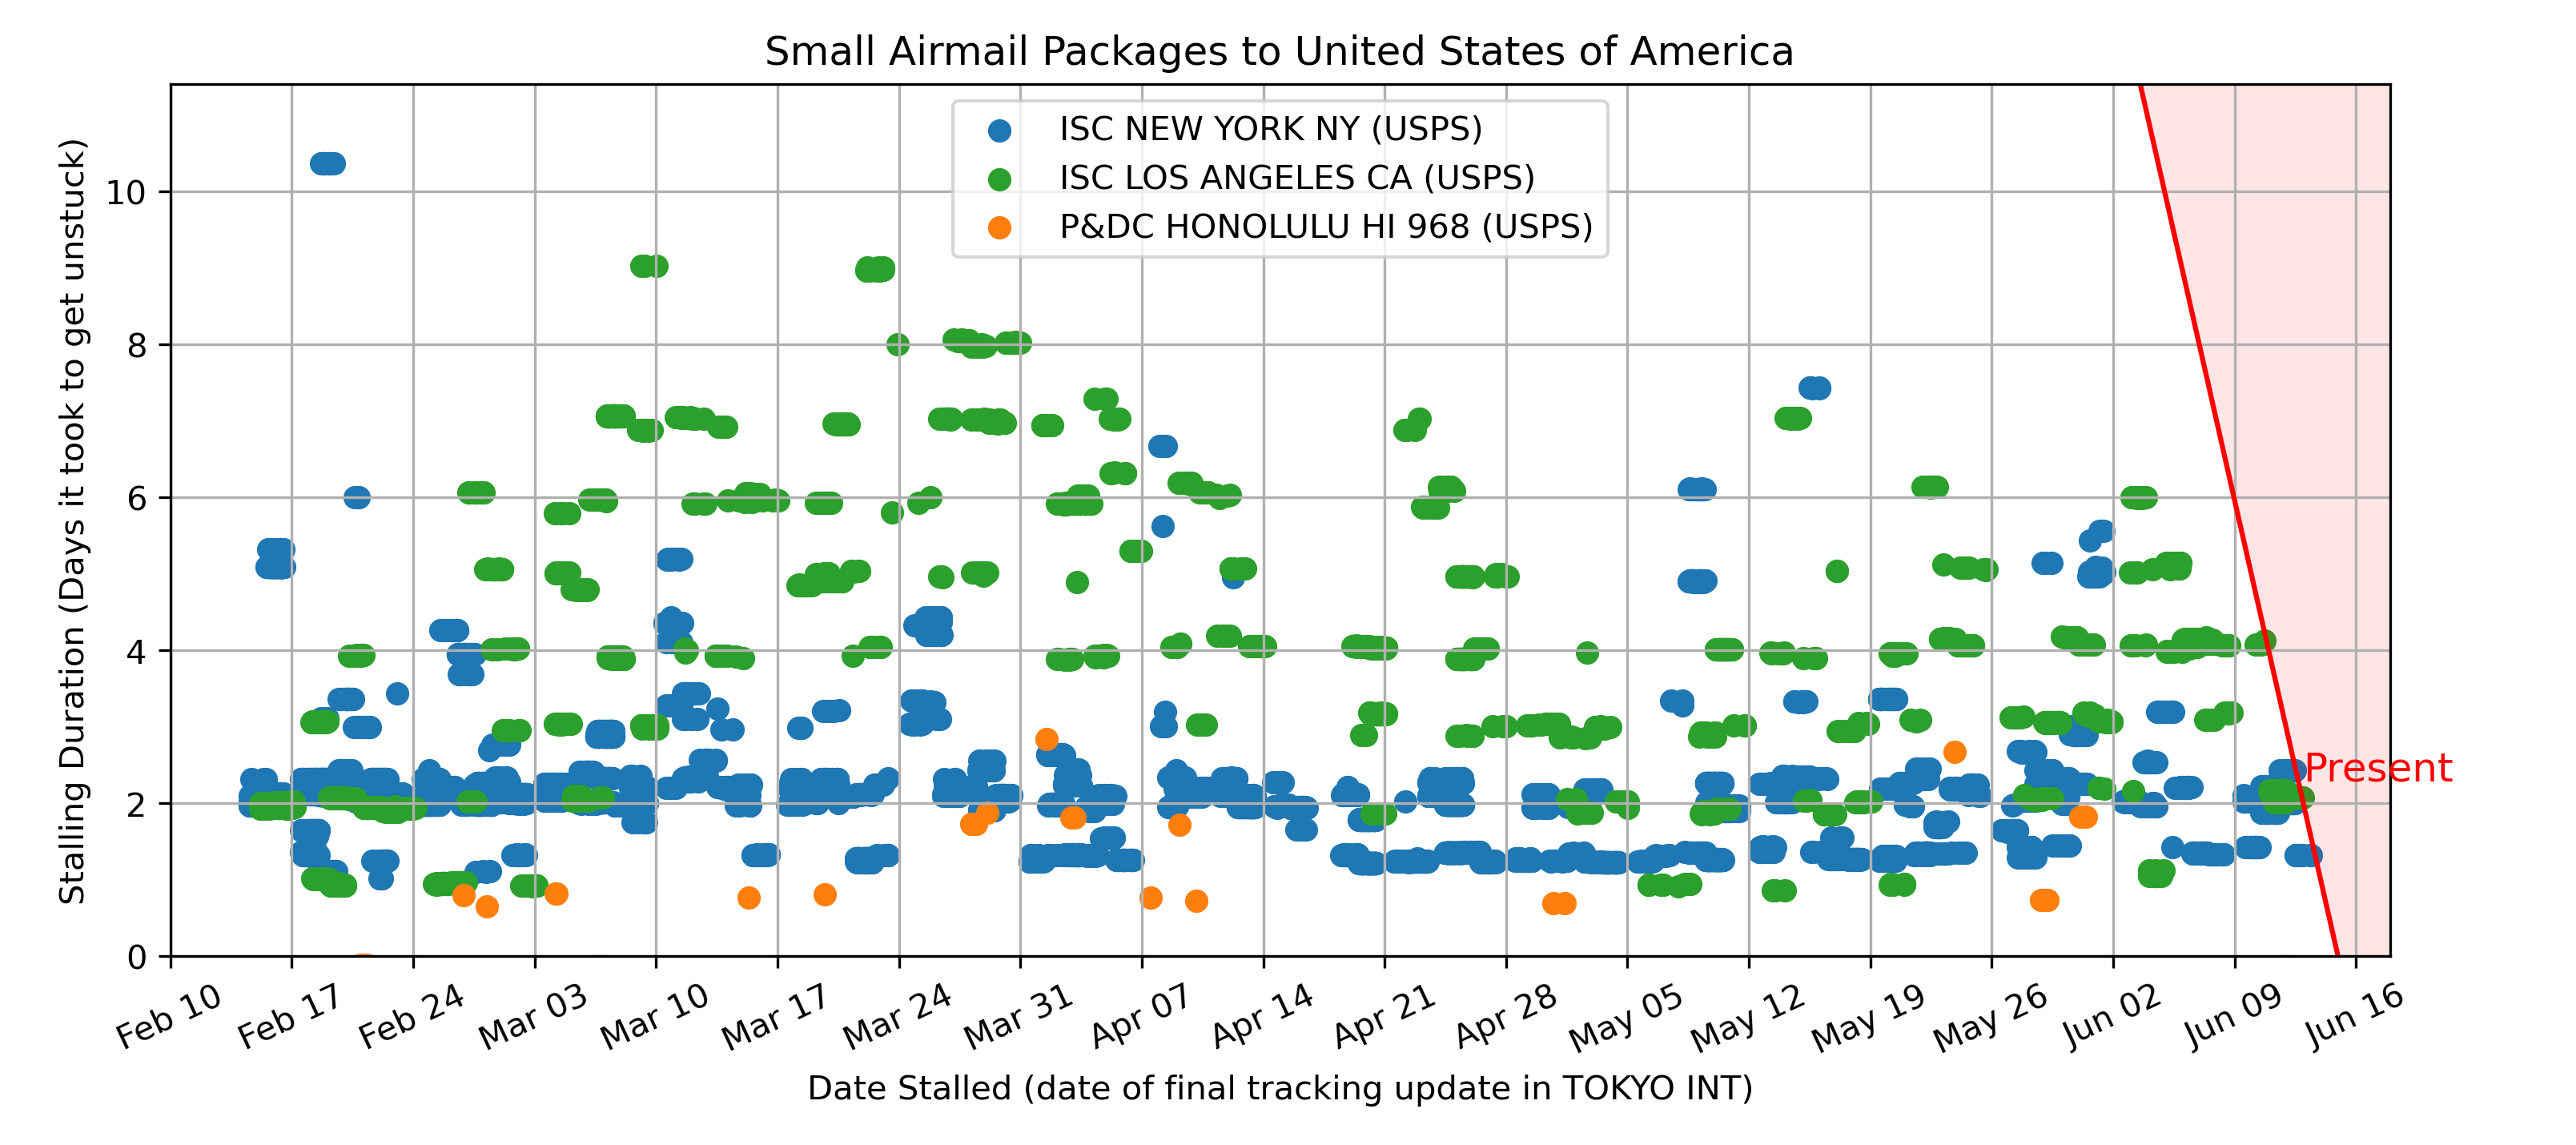 Small Airmail Packages to United States of America
ISC NEW YORK NY (USPS)
ISC LOS ANGELES CA (USPS)
P&DC HONOLULU HI 968 (USPS)
Stalling Duration (Days it took to get unstuck)
10
8
6
4
2
0
Present
Feb 10
Feb 17
Feb 24
Mar 03
Mar 10
Mar 17
Mar 24
Mar 31
Apr 07
Apr 14
Apr 21
Apr 28
May 05
May 12
May 19
May 26
Jun 02
Jun 09
Jun 16
Date Stalled (date of final tracking update in TOKYO INT)